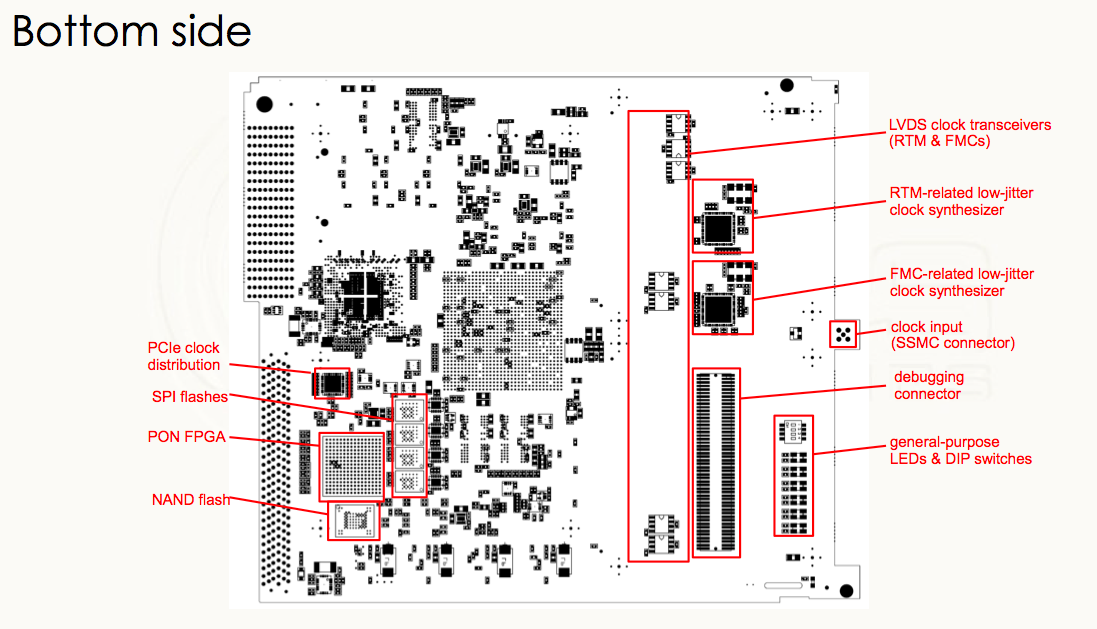 Bottom side
LVDS clock transceivers
(RTM & FMCs)
RTM-related low-jitter
clock synthesizer
FMC-related low-jitter
clock synthesizer
clock input
(SSMC connector)
debugging
connector
general-purpose
LEDs & DIP switches
PCIe clock
distribution
SPI flashes
PON FPGA
NAND flash